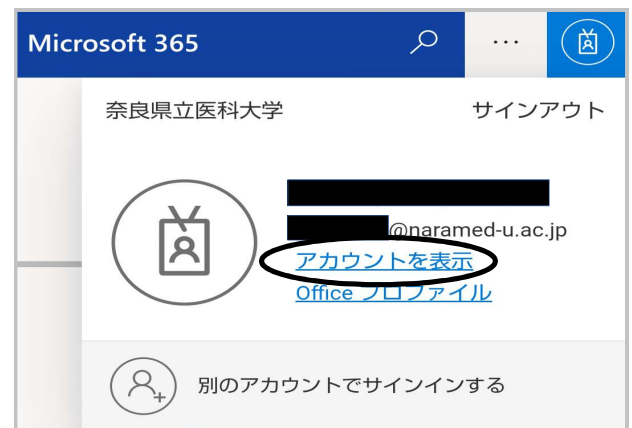 Microsoft 365
奈良県立医科大学 サインアウト
@naramed-u.ac.jp
アカウントを表示
Office プロファイル
別のアカウントでサインインする